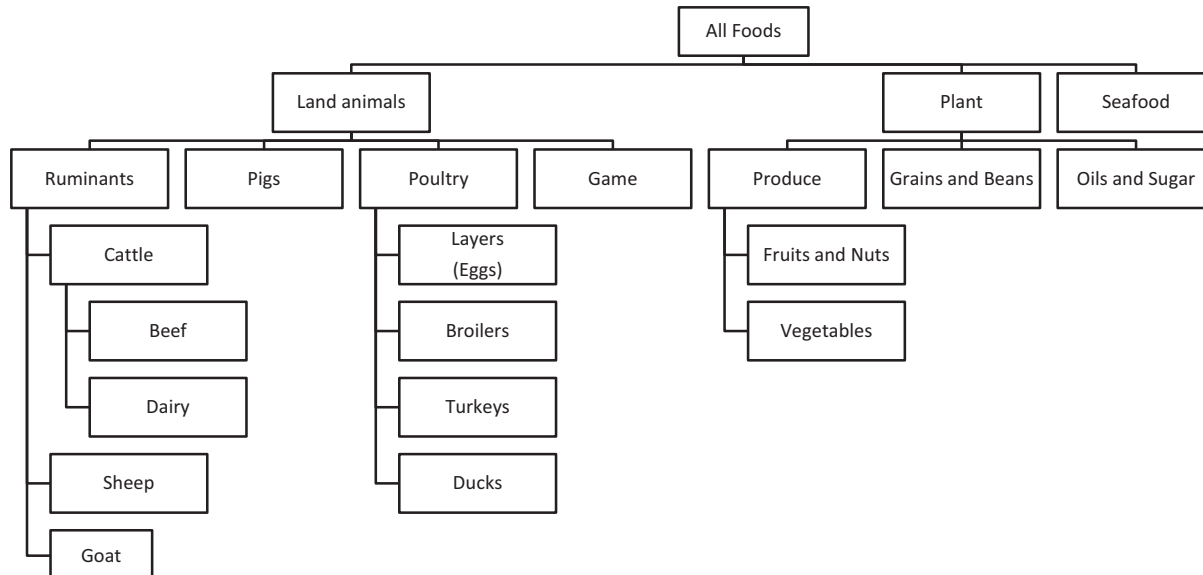 All Foods
Land animals
Plant
Seafood
Ruminants
Pigs
Poultry
Game
Produce
Grains and Beans
Oils and Sugar
Cattle
Layers
(Eggs)
Fruits and Nuts
Beef
Broilers
Vegetables
Dairy
Turkeys
Sheep
Ducks
Goat